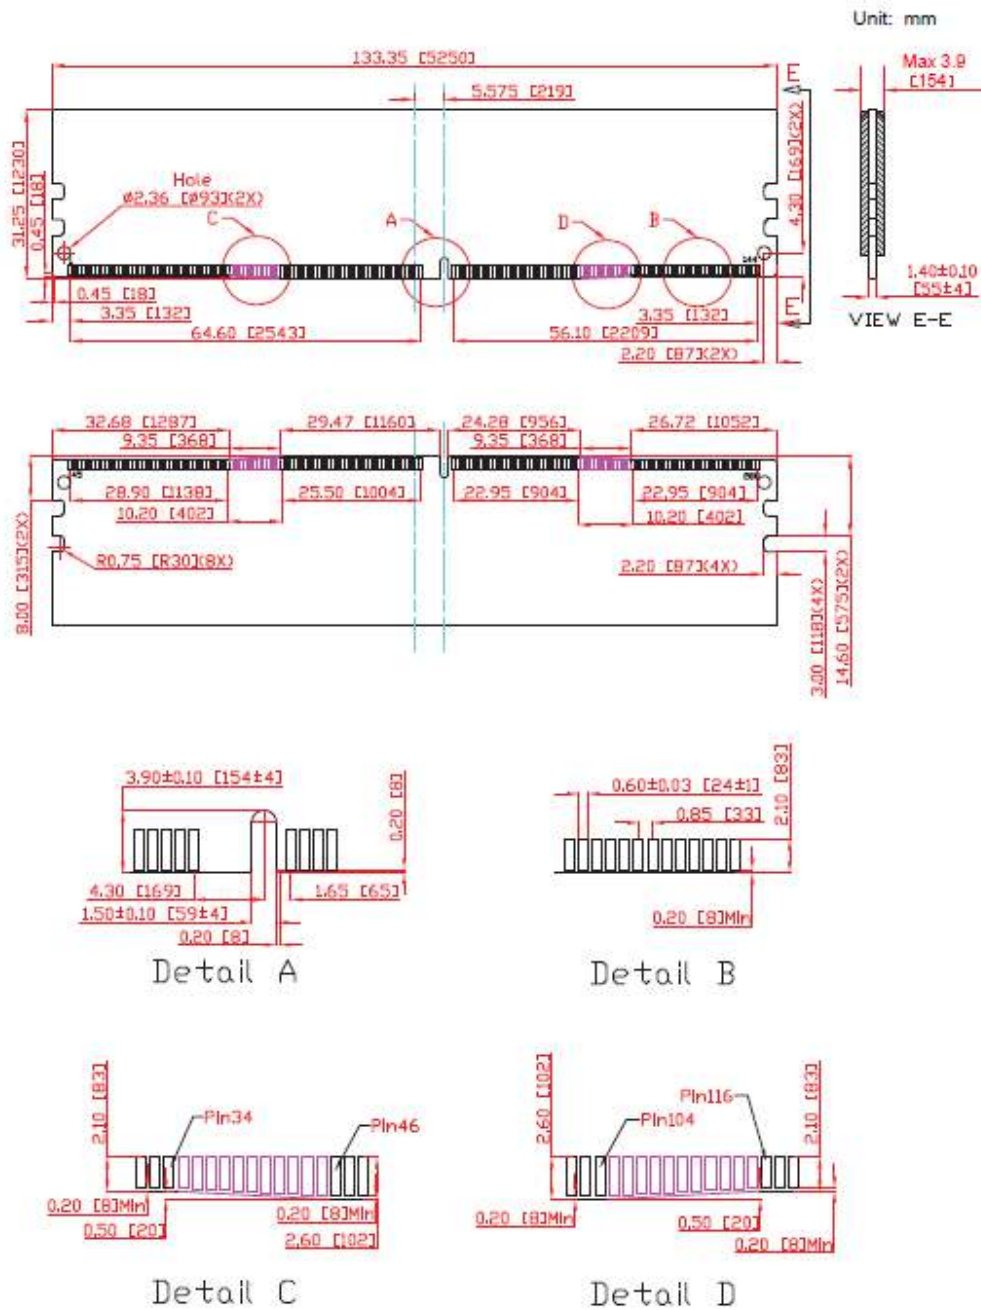 Unit: mm
133.35 [5250]
5.575 [219]
E
Max 3.9
[154]
31.25 [1230]
0.45 [18]
Hole
ø2.36 [ø93](2X)
C
A
D
B
4.30 [169](2X)
144
0.45 [18]
3.35 [132]
64.60 [2543]
3.35 [132]
56.10 [2209]
2.20 [87](2X)
E
1.40±0.10
[55±4]
VIEW E-E
32.68 [1287]
29.47 [1160]
24.28 [956]
26.72 [1052]
9.35 [368]
9.35 [368]
28.90 [1138]
25.50 [1004]
22.95 [904]
22.95 [904]
10.20 [402]
10.20 [402]
8.00 [315](2X)
R0.75 [R30](8X)
2.20 [87](4X)
3.00 [118](4X)
14.60 [575](2X)
3.90±0.10 [154±4]
0.20 [8]
4.30 [169]
1.65 [65]
1.50±0.10 [59±4]
0.20 [8]
Detail A
0.60±0.03 [24±1]
0.85 [33]
2.10 [83]
0.20 [8]Min
Detail B
2.10 [83]
Pin34
Pin46
0.20 [8]Min
0.50 [20]
0.20 [8]Min
2.60 [102]
Detail C
2.60 [102]
Pin104
Pin116
2.10 [83]
0.20 [8]Min
0.50 [20]
0.20 [8]Min
Detail D